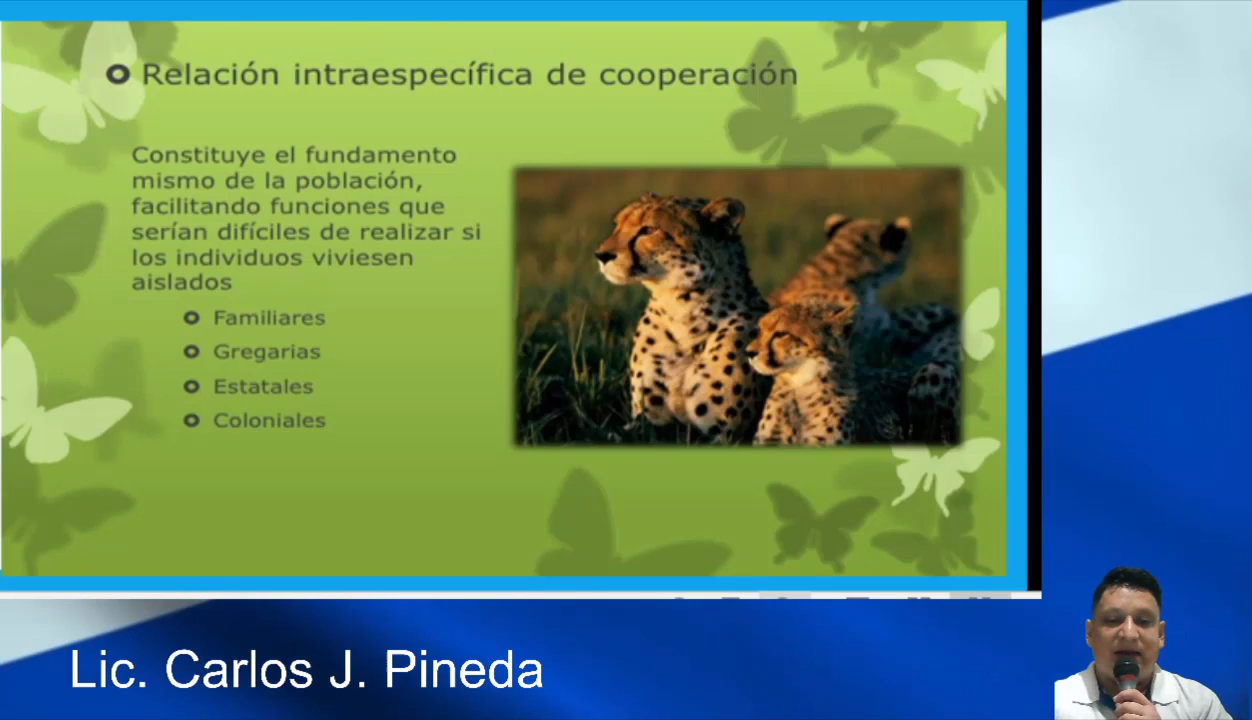 Relación intraespecífica de cooperación
Constituye el fundamento
mismo de la población,
facilitando funciones que
serían difíciles de realizar si
los individuos viviesen
aislados
Familiares
Gregarias
Estatales
Coloniales
Lic. Carlos J. Pineda